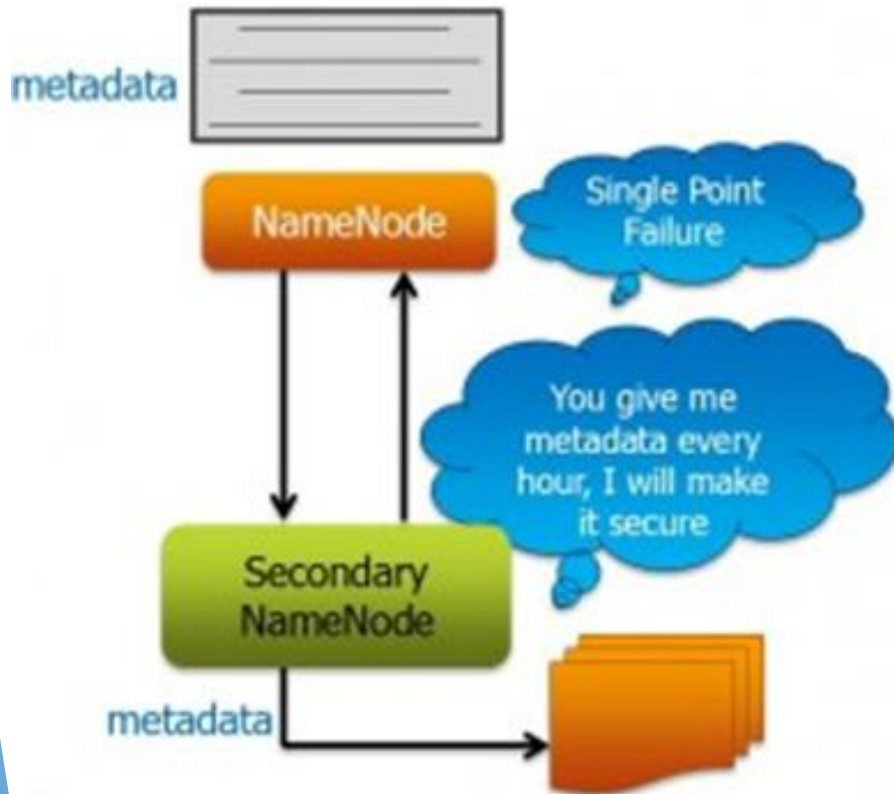 metadata
NameNode
Single Point
Failure
You give me
metadata every
hour, I will make
it secure
Secondary
NameNode
metadata